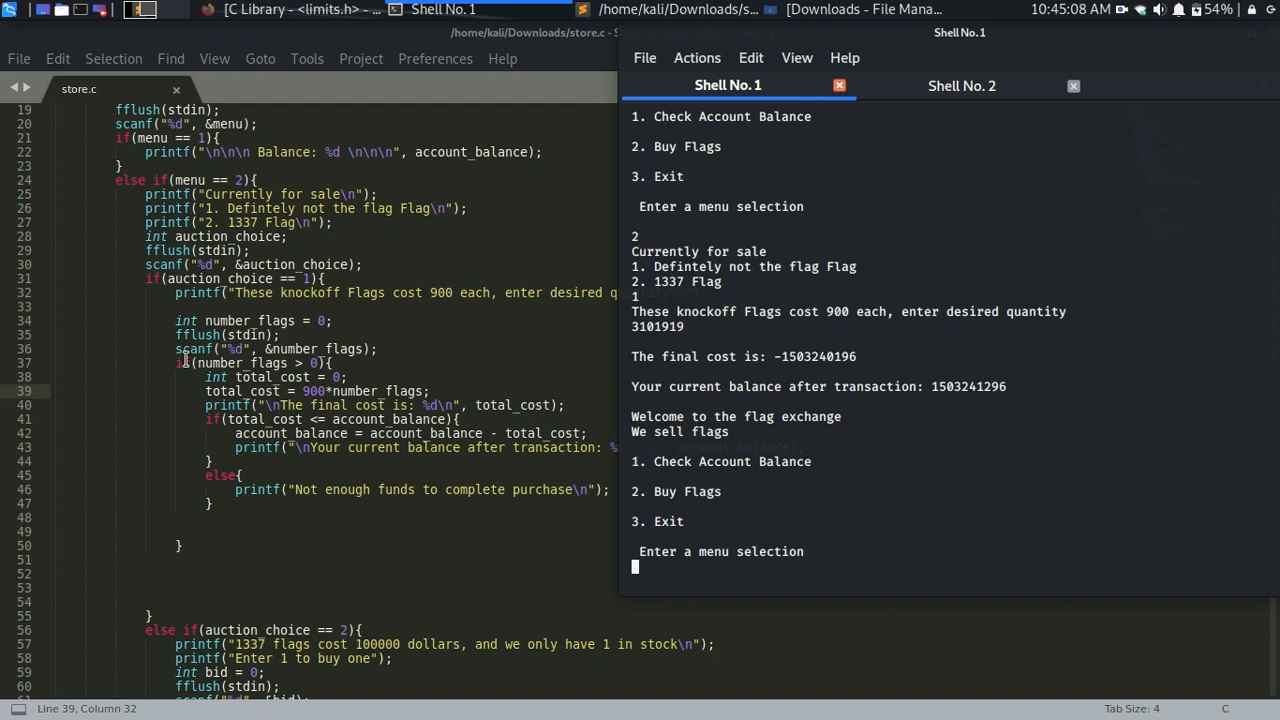 [C Library - <limits.h> - ...
Shell No. 1
/home/kali/Downloads/s...
[Downloads - File Mana...
10:45:08 AM
54%
/home/kali/Downloads/store.c - S
Shell No. 1
File Edit Selection Find View Goto Tools Project Preferences Help
File Actions Edit View Help
store.c
Shell No. 1
Shell No. 2
19 fflush(stdin);
20 scanf("%d", &menu);
21 if(menu == 1){
22 printf("\n\n\n Balance: %d \n\n\n", account_balance);
23 }
24 else if(menu == 2){
25 printf("Currently for sale\n");
26 printf("1. Defintely not the flag Flag\n");
27 printf("2. 1337 Flag\n");
28 int auction_choice;
29 fflush(stdin);
30 scanf("%d", &auction_choice);
31 if(auction_choice == 1){
32 printf("These knockoff Flags cost 900 each, enter desired q
33
34 int number_flags = 0;
35 fflush(stdin);
36 scanf("%d", &number_flags);
37 if(number_flags > 0){
38 int total_cost = 0;
39 total_cost = 900*number_flags;
40 printf("\nThe final cost is: %d\n", total_cost);
41 if(total_cost <= account_balance){
42 account_balance = account_balance - total_cost;
43 printf("\nYour current balance after transaction: %
44 }
45 else{
46 printf("Not enough funds to complete purchase\n");
47 }
48
49
50 }
51
52
53
54
55 }
56 else if(auction_choice == 2){
57 printf("1337 flags cost 100000 dollars, and we only have 1 in stock\n");
58 printf("Enter 1 to buy one");
59 int bid = 0;
60 fflush(stdin);
61 scanf("%d", &bid);
1. Check Account Balance
2. Buy Flags
3. Exit
Enter a menu selection
2
Currently for sale
1. Defintely not the flag Flag
2. 1337 Flag
1
These knockoff Flags cost 900 each, enter desired quantity
3101919
The final cost is: -1503240196
Your current balance after transaction: 1503241296
Welcome to the flag exchange
We sell flags
1. Check Account Balance
2. Buy Flags
3. Exit
Enter a menu selection
Line 39, Column 32
Tab Size: 4
C